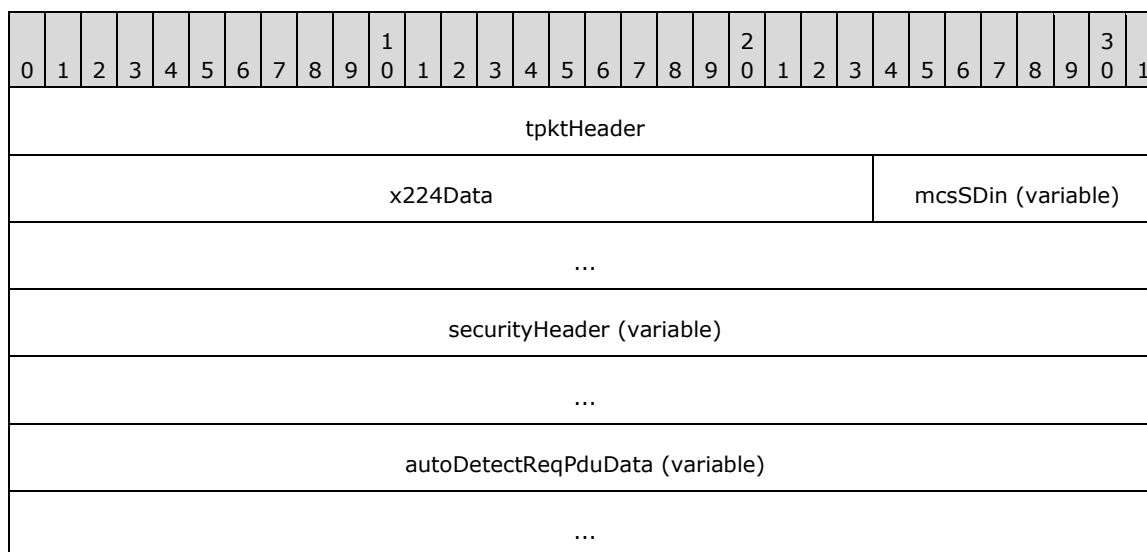 1 2 3
0 1 2 3 4 5 6 7 8 9 0 1 2 3 4 5 6 7 8 9 0 1 2 3 4 5 6 7 8 9 0 1
tpktHeader
x224Data mcsSDin (variable)
...
securityHeader (variable)
...
autoDetectReqPduData (variable)
...